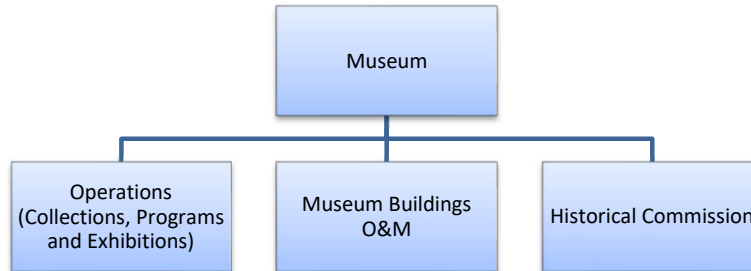 Museum
Operations
(Collections, Programs
and Exhibitions)
Museum Buildings
O&M
Historical Commission